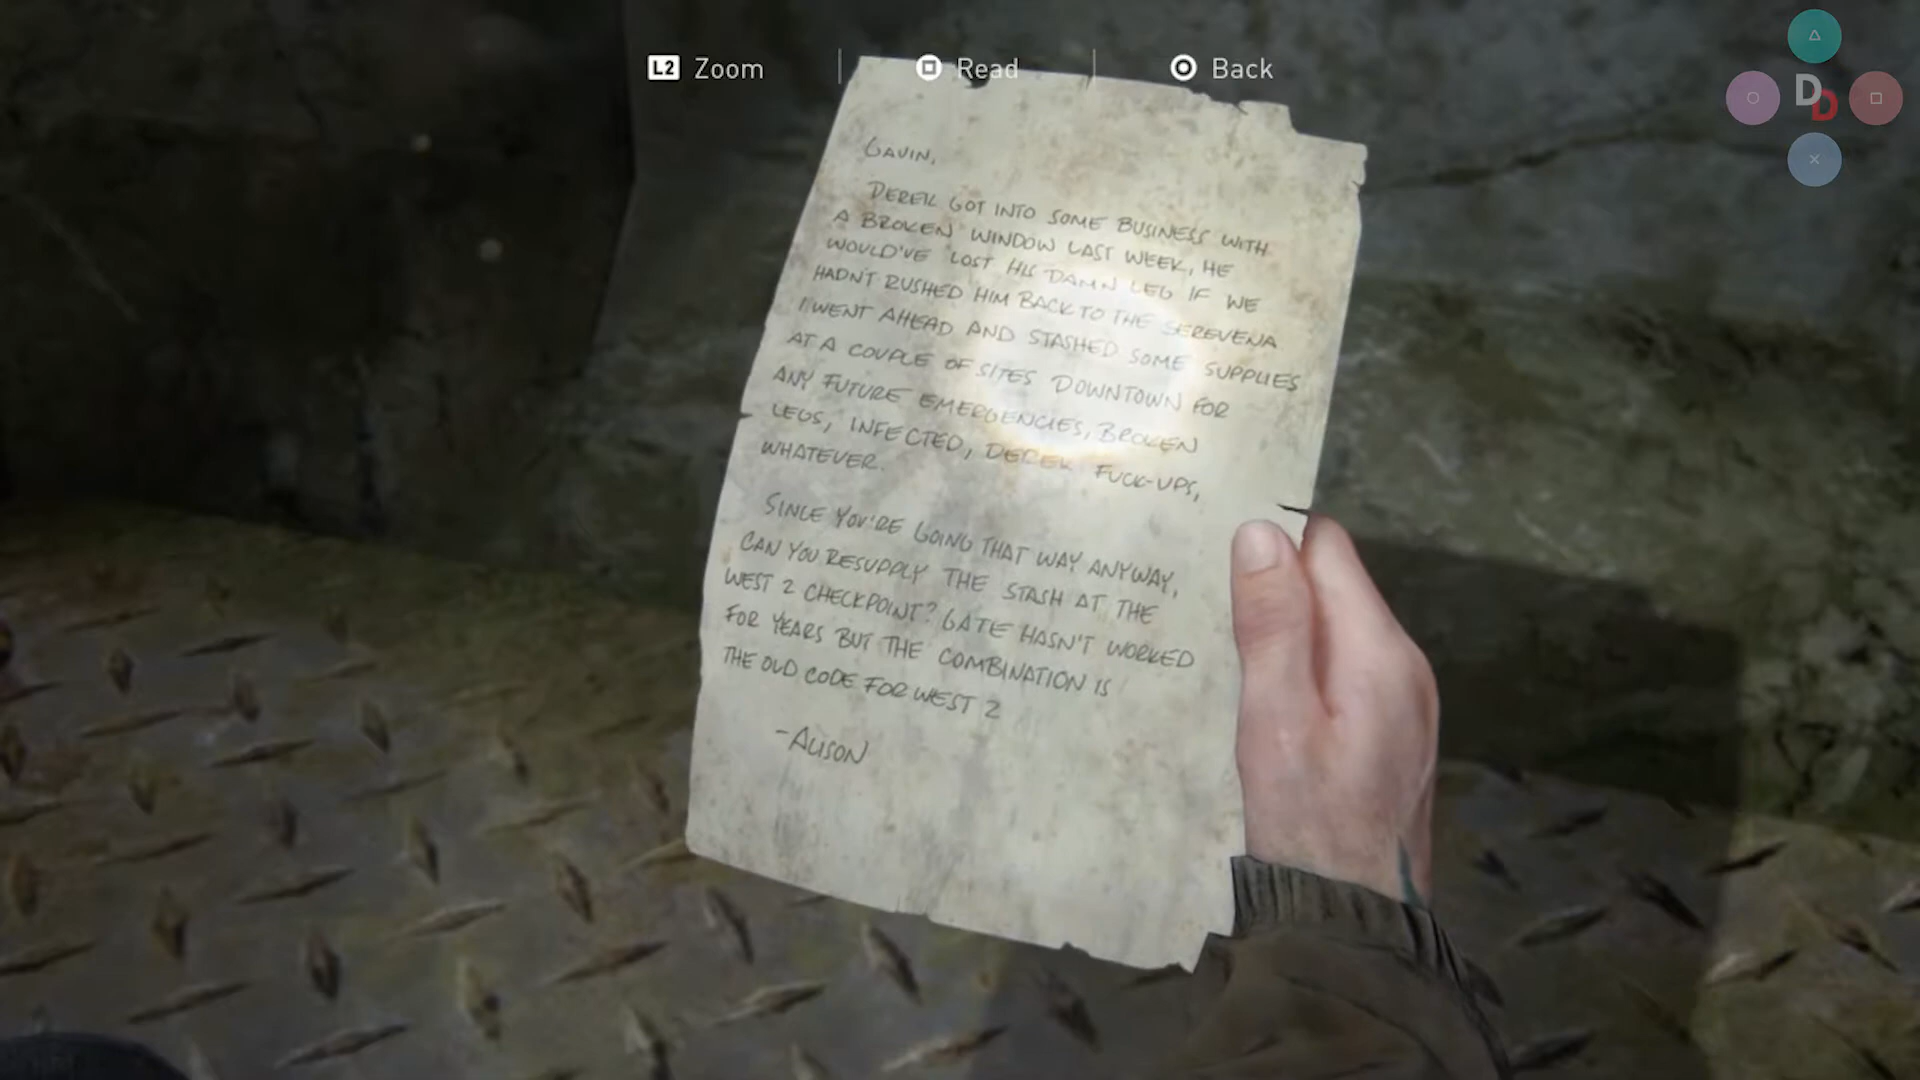 L2 Zoom | Read | Back
DD
GAVIN,
DEREK GOT INTO SOME BUSINESS WITH
A BROKEN WINDOW LAST WEEK, HE
WOULD'VE LOST HIS DAMN LEG IF WE
HADN'T RUSHED HIM BACK TO THE SEREVENA
I WENT AHEAD AND STASHED SOME SUPPLIES
AT A COUPLE OF SITES DOWNTOWN FOR
ANY FUTURE EMERGENCIES, BROKEN
LEGS, INFECTED, DEREK FUCK-UPS,
WHATEVER.
SINCE YOU'RE GOING THAT WAY ANYWAY,
CAN YOU RESUPPLY THE STASH AT THE
WEST 2 CHECKPOINT? GATE HASN'T WORKED
FOR YEARS BUT THE COMBINATION IS
THE OLD CODE FOR WEST 2
-ALISON